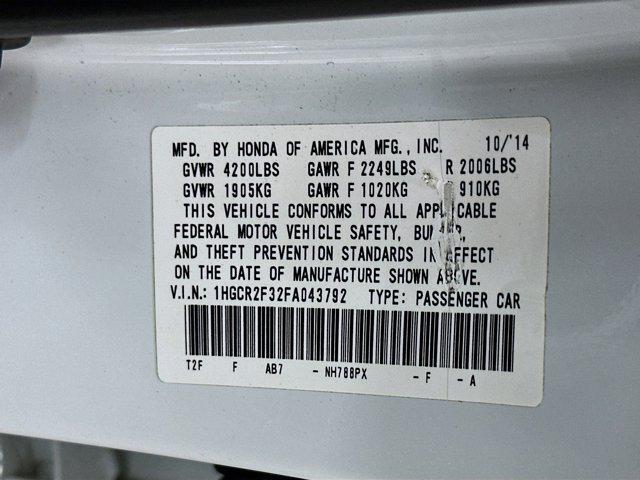 MFD. BY HONDA OF AMERICA MFG., INC. 10/'14
GVWR 4200LBS GAWR F 2249LBS R 2006LBS
GVWR 1905KG GAWR F 1020KG 910KG
THIS VEHICLE CONFORMS TO ALL APPLICABLE
FEDERAL MOTOR VEHICLE SAFETY, BUMPER,
AND THEFT PREVENTION STANDARDS IN EFFECT
ON THE DATE OF MANUFACTURE SHOWN ABOVE.
V.I.N.: 1HGCR2F32FA043792 TYPE: PASSENGER CAR
T2F F AB7 - NH788PX - F - A